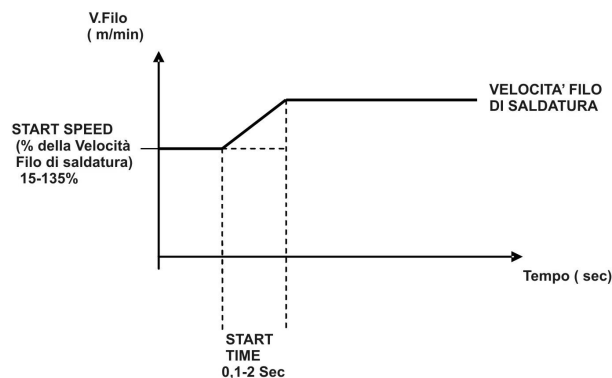 V.Filo
( m/min)
VELOCITA' FILO
DI SALDATURA
START SPEED
(% della Velocità
Filo di saldatura)
15-135%
Tempo ( sec)
START
TIME
0,1-2 Sec